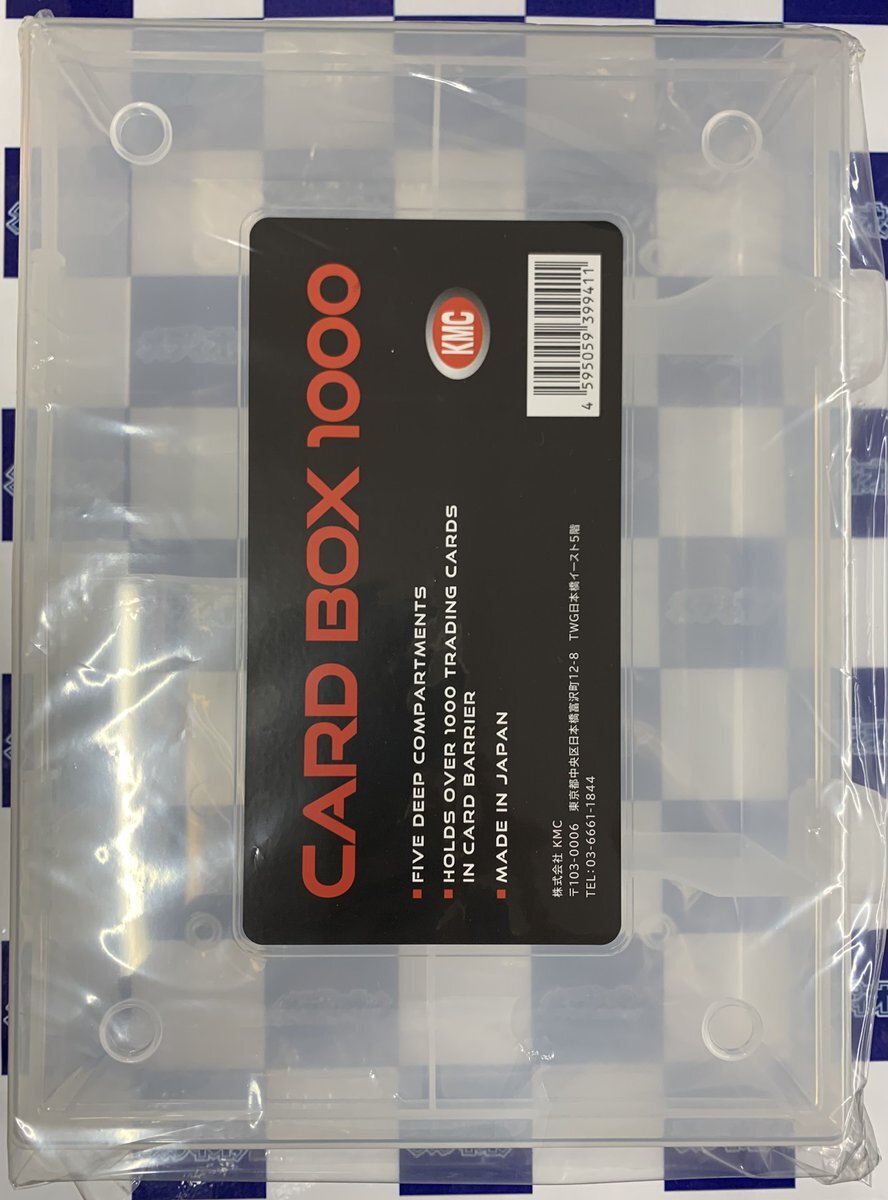 CARD BOX 1000
KMC
FIVE DEEP COMPARTMENTS
HOLDS OVER 1000 TRADING CARDS
IN CARD BARRIER
MADE IN JAPAN
4 595059 399411
株式会社 KMC
〒103-0006 東京都中央区日本橋富沢町12-8 TWG日本橋イースト5階
TEL:03-6661-1844